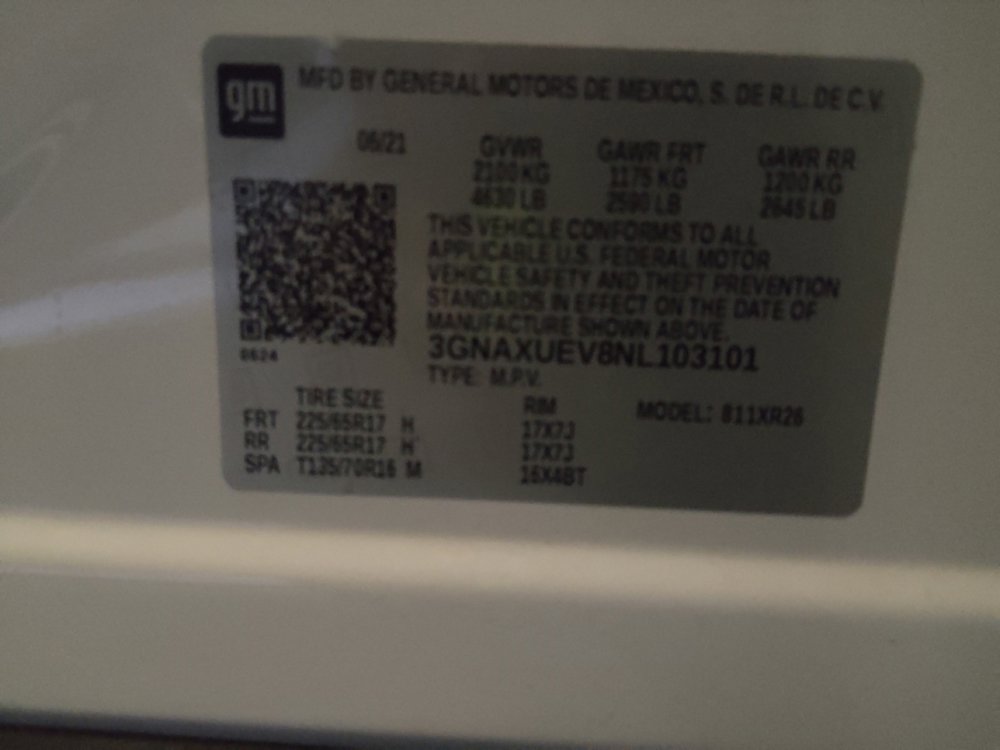 gm
MFD BY GENERAL MOTORS DE MEXICO, S. DE R.L. DE C.V.
06/21 GVWR GAWR FRT GAWR RR
2100 KG 1175 KG 1200 KG
4630 LB 2590 LB 2645 LB
THIS VEHICLE CONFORMS TO ALL
APPLICABLE U.S. FEDERAL MOTOR
VEHICLE SAFETY AND THEFT PREVENTION
STANDARDS IN EFFECT ON THE DATE OF
MANUFACTURE SHOWN ABOVE.
0624
3GNAXUEV8NL103101
TYPE: M.P.V.
TIRE SIZE RIM MODEL: 811XR26
FRT 225/65R17 H 17X7J
RR 225/65R17 H 17X7J
SPA T135/70R16 M 16X4BT